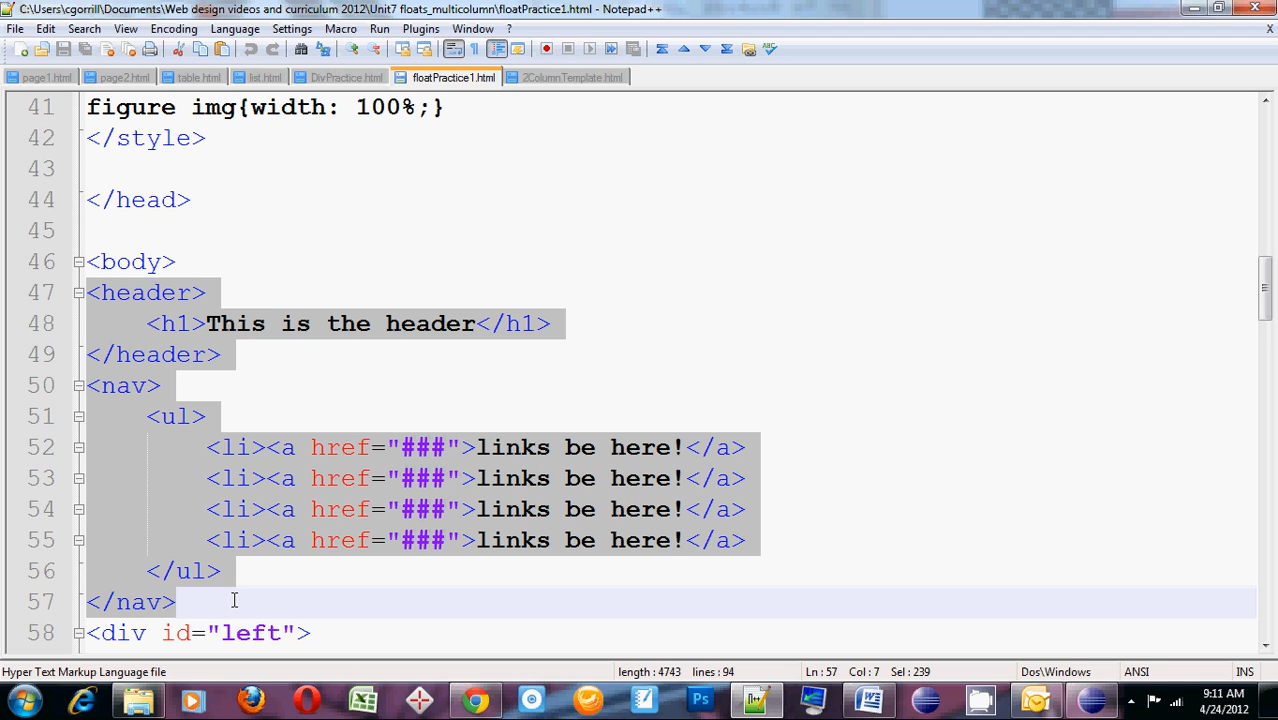 C:\Users\cgorrill\Documents\Web design videos and curriculum 2012\Unit7 floats_multicolumn\floatPractice1.html - Notepad++
File Edit Search View Encoding Language Settings Macro Run Plugins Window ? X
page1.html page2.html table.html list.html DivPractice.html floatPractice1.html 2ColumnTemplate.html
41 figure img{width: 100%;}
42 </style>
43
44 </head>
45
46 <body>
47 <header>
48 <h1>This is the header</h1>
49 </header>
50 <nav>
51 <ul>
52 <li><a href="###">links be here!</a>
53 <li><a href="###">links be here!</a>
54 <li><a href="###">links be here!</a>
55 <li><a href="###">links be here!</a>
56 </ul>
57 </nav>
58 <div id="left">
Hyper Text Markup Language file length : 4743 lines : 94 Ln : 57 Col : 7 Sel : 239 Dos\Windows ANSI INS
9:11 AM
4/24/2012